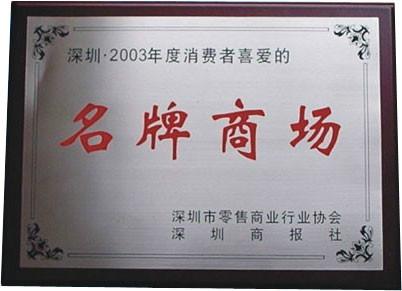 深圳·2003年度消费者喜爱的
名牌商场
深圳市零售商业行业协会
深圳商报社